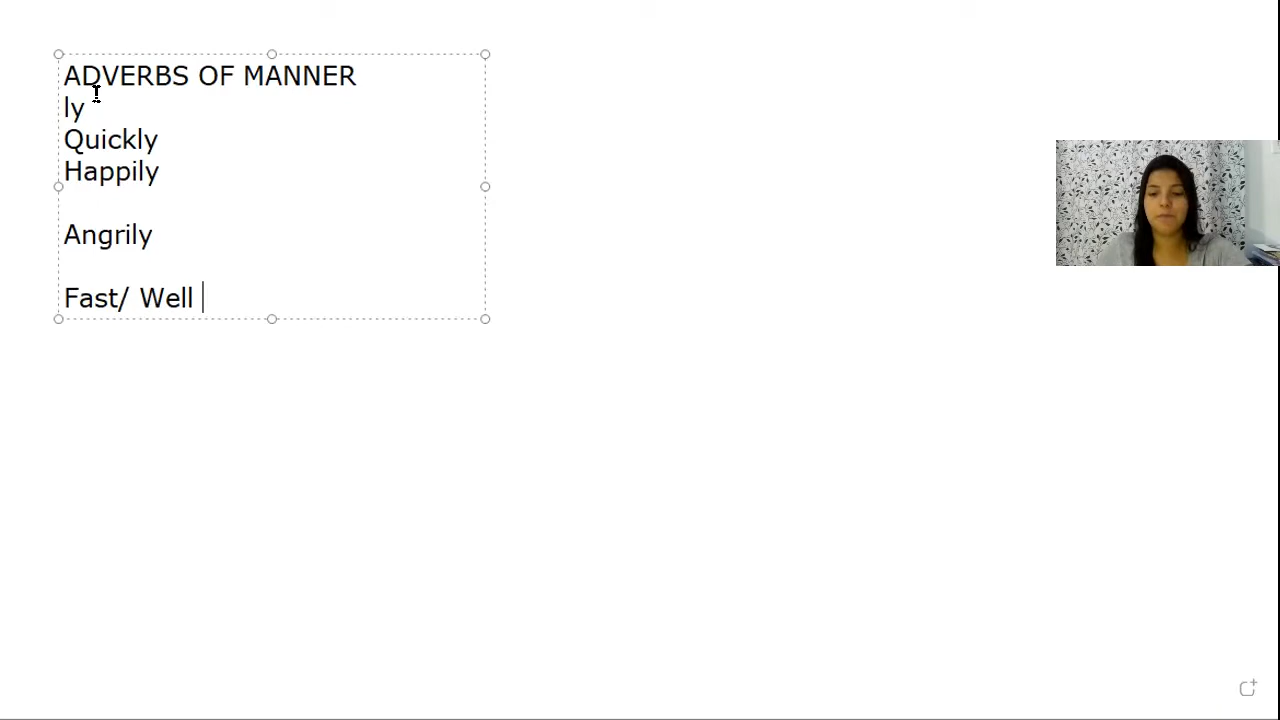 ADVERBS OF MANNER
ly
Quickly
Happily
Angrily
Fast/ Well